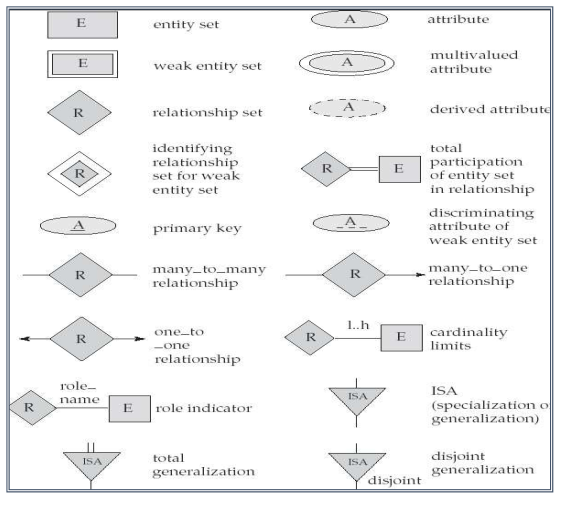 E
entity set
A
attribute
E
weak entity set
A
multivalued
attribute
R
relationship set
A
derived attribute
R
identifying
relationship
set for weak
entity set
R
E
total
participation
of entity set
in relationship
A
primary key
A
discriminating
attribute of
weak entity set
R
many_to_many
relationship
R
many_to_one
relationship
R
one_to
_one
relationship
R
l..h
E
cardinality
limits
R
role_
name
E
role indicator
ISA
ISA
(specialization o
generalization)
ISA
total
generalization
ISA
disjoint
disjoint
generalization